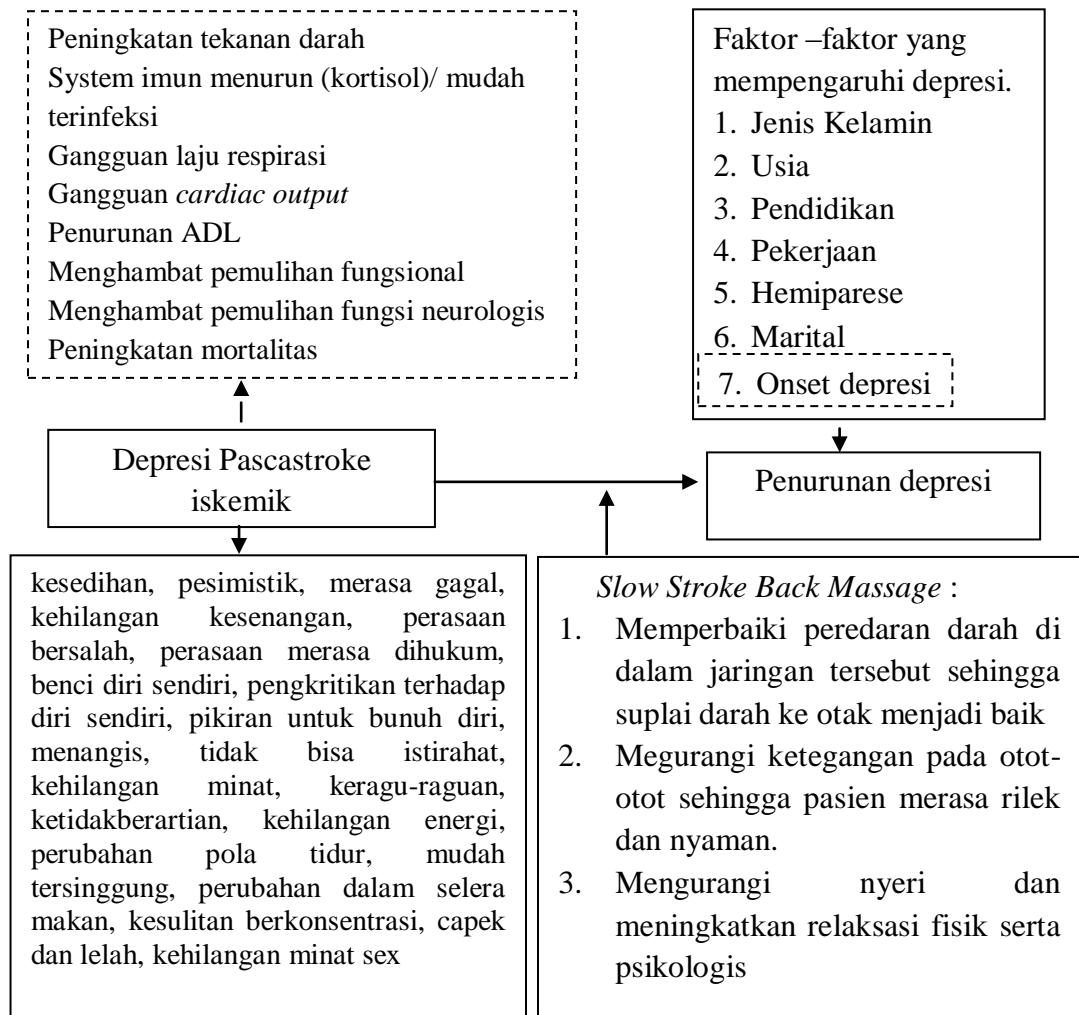 Peningkatan tekanan darah
System imun menurun (kortisol)/ mudah
terinfeksi
Gangguan laju respirasi
Gangguan cardiac output
Penurunan ADL
Menghambat pemulihan fungsional
Menghambat pemulihan fungsi neurologis
Peningkatan mortalitas
Faktor –faktor yang
mempengaruhi depresi.
1. Jenis Kelamin
2. Usia
3. Pendidikan
4. Pekerjaan
5. Hemiparese
6. Marital
7. Onset depresi
Depresi Pascastroke
iskemik
Penurunan depresi
kesedihan, pesimistik, merasa gagal,
kehilangan kesenangan, perasaan
bersalah, perasaan merasa dihukum,
benci diri sendiri, pengkritikan terhadap
diri sendiri, pikiran untuk bunuh diri,
menangis, tidak bisa istirahat,
kehilangan minat, keragu-raguan,
ketidakberartian, kehilangan energi,
perubahan pola tidur, mudah
tersinggung, perubahan dalam selera
makan, kesulitan berkonsentrasi, capek
dan lelah, kehilangan minat sex
Slow Stroke Back Massage :
1. Memperbaiki peredaran darah di
dalam jaringan tersebut sehingga
suplai darah ke otak menjadi baik
2. Megurangi ketegangan pada otot-
otot sehingga pasien merasa rilek
dan nyaman.
3. Mengurangi nyeri dan
meningkatkan relaksasi fisik serta
psikologis